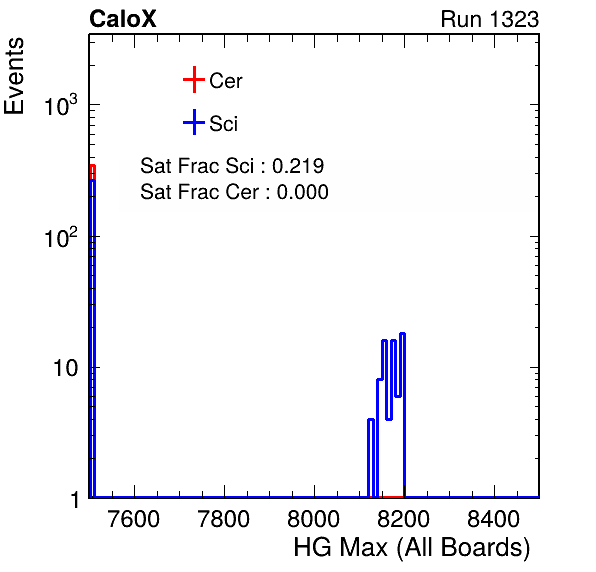 CaloX Run 1323
Events
Cer
Sci
Sat Frac Sci : 0.219
Sat Frac Cer : 0.000
10³
10²
10
1
7600 7800 8000 8200 8400
HG Max (All Boards)